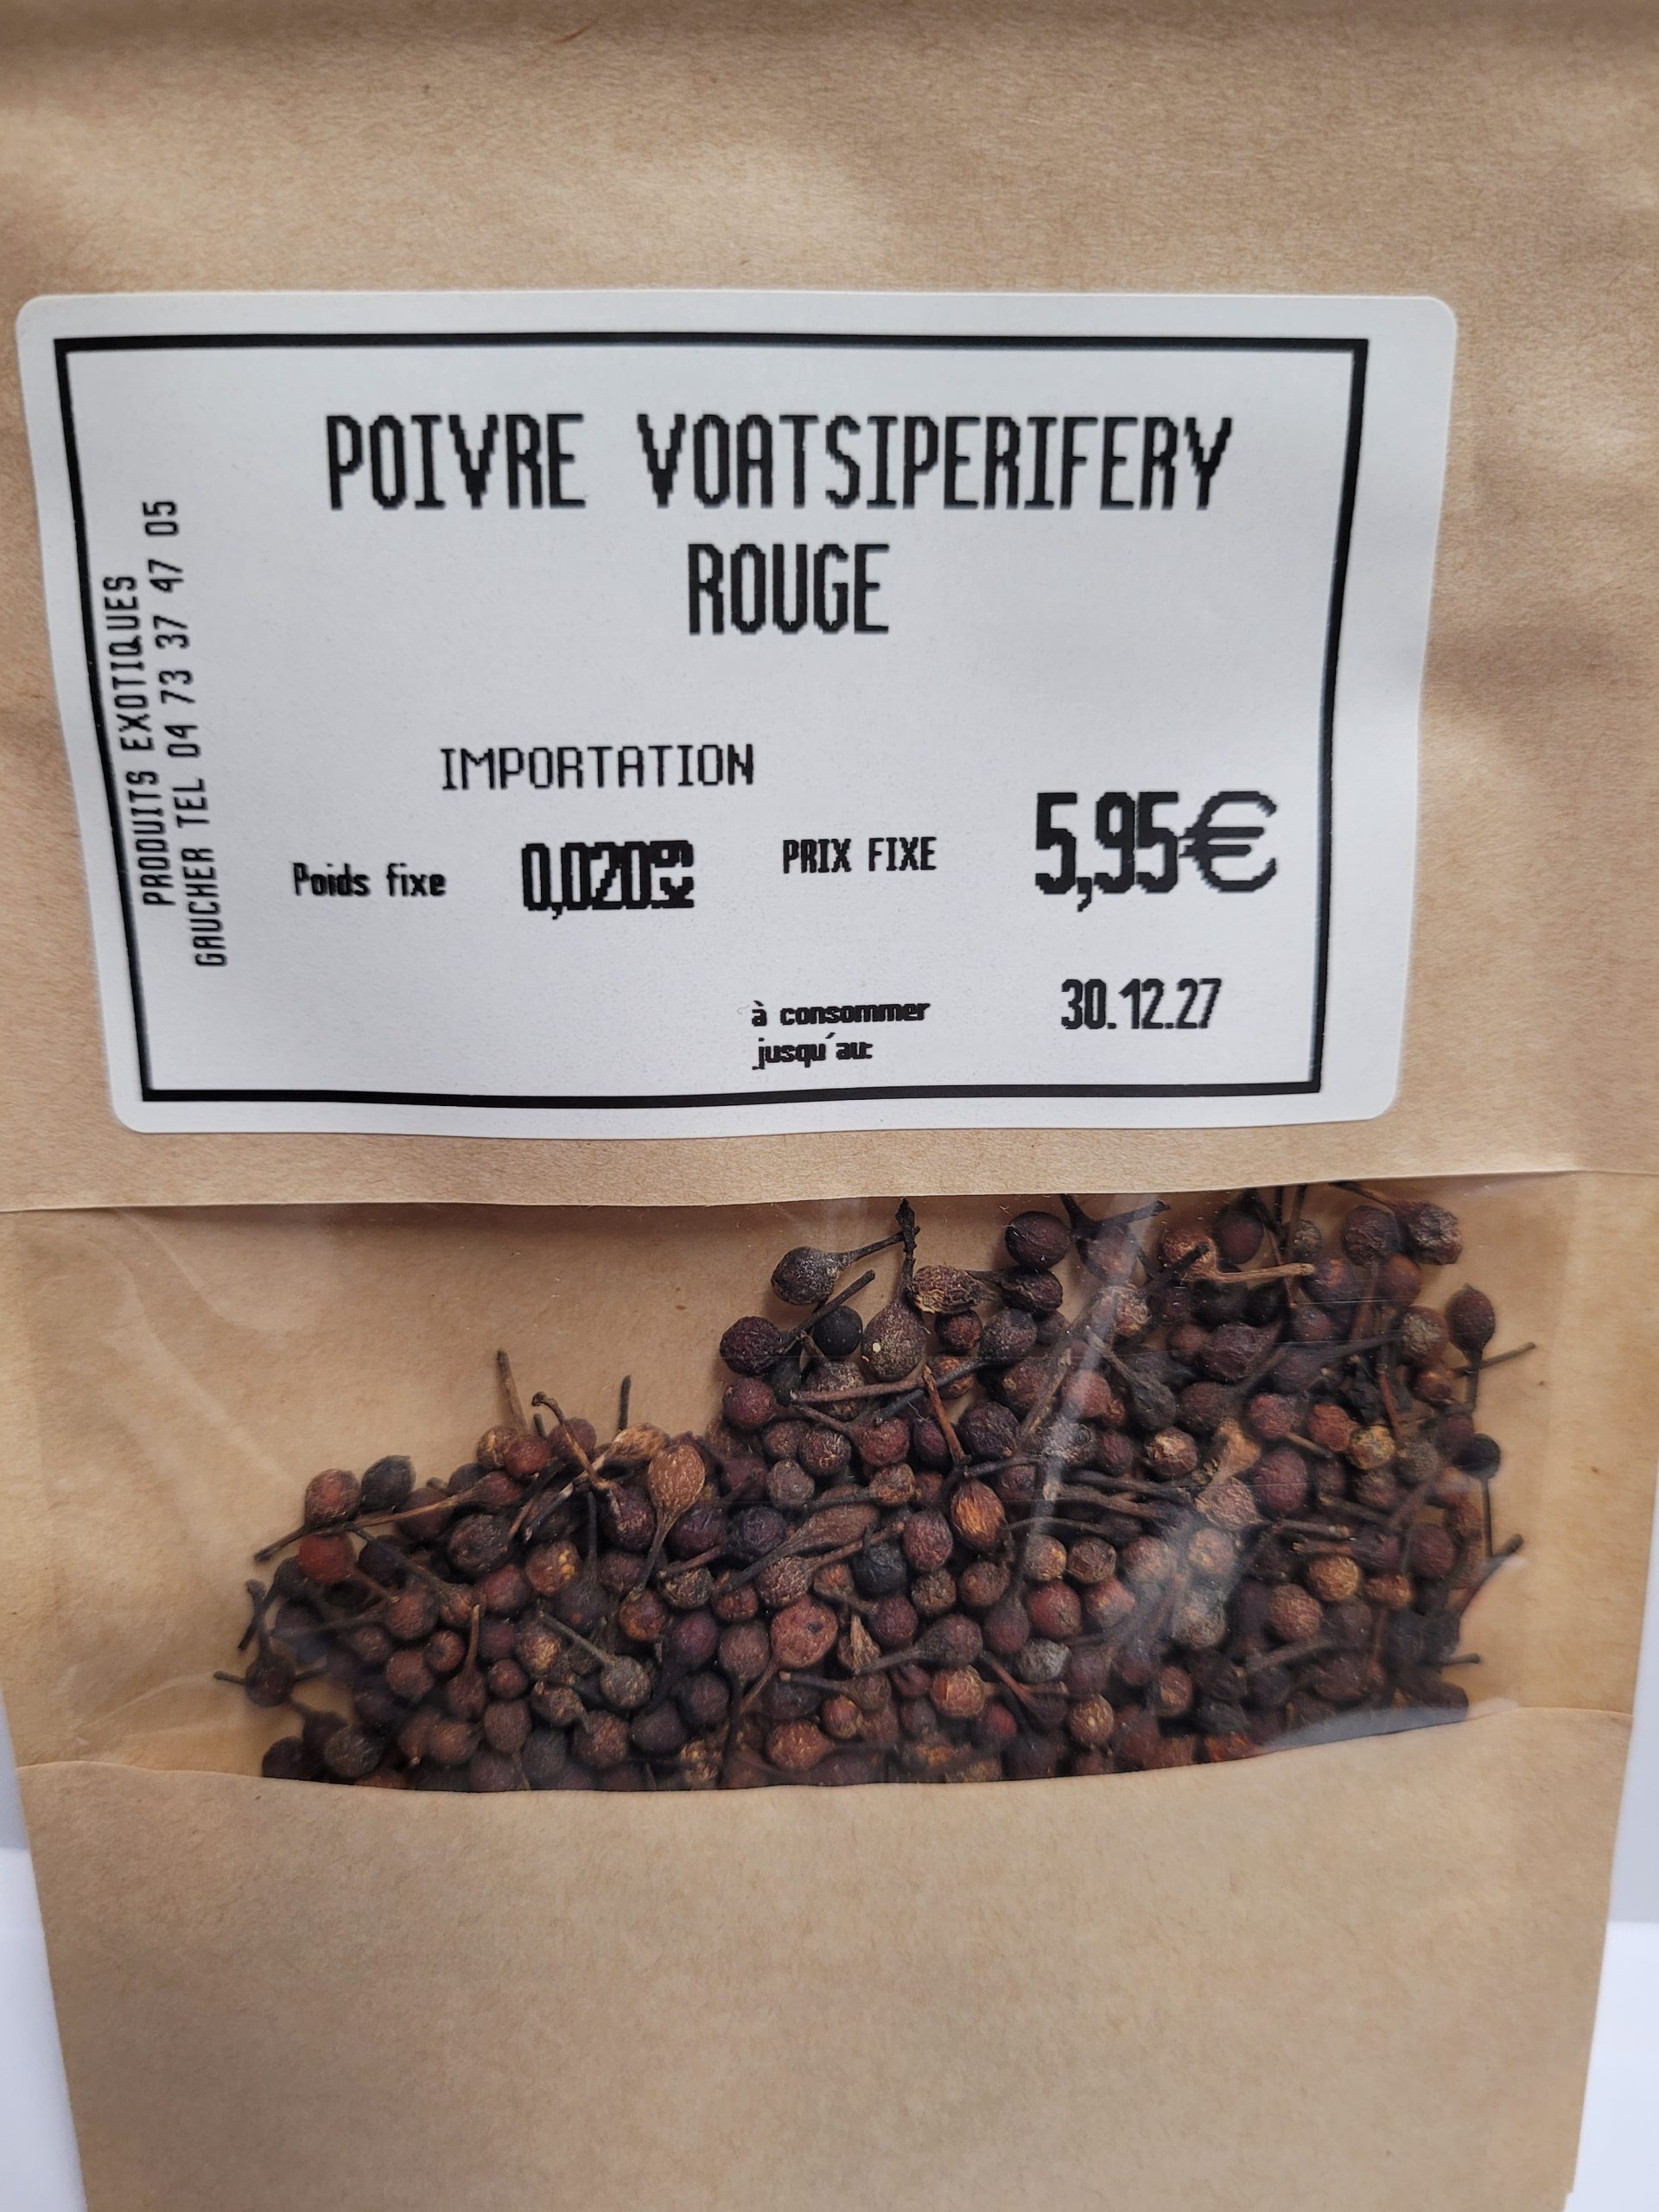 POIVRE VOATSIPERIFERY
ROUGE
PRODUITS EXOTIQUES
GAUCHER TEL 04 73 37 47 05
IMPORTATION
Poids fixe 0,020 PRIX FIXE 5,95€
à consommer 30.12.27
jusqu'au: